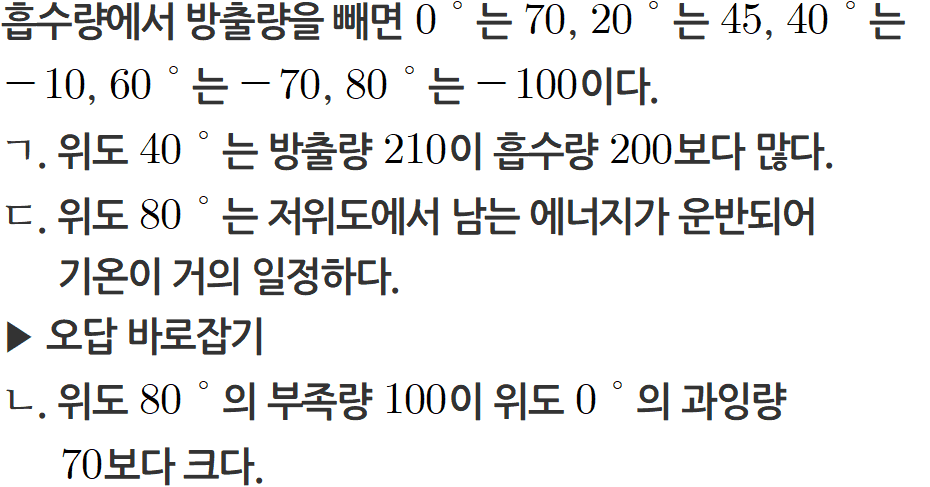 흡수량에서 방출량을 빼면 0°는 70, 20°는 45, 40°는
−10, 60°는 −70, 80°는 −100이다.
ㄱ. 위도 40°는 방출량 210이 흡수량 200보다 많다.
ㄷ. 위도 80°는 저위도에서 남는 에너지가 운반되어
기온이 거의 일정하다.
▶ 오답 바로잡기
ㄴ. 위도 80°의 부족량 100이 위도 0°의 과잉량
70보다 크다.